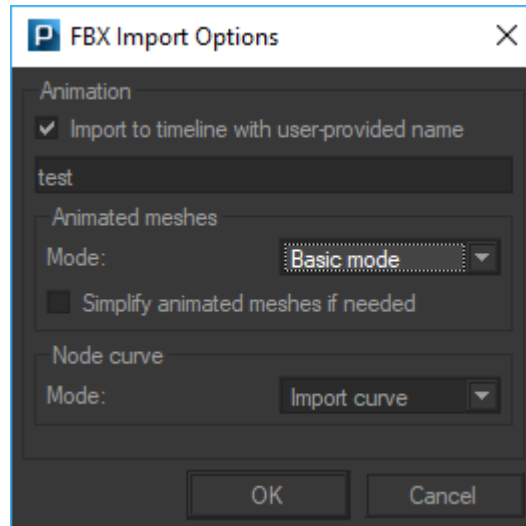 FBX Import Options
Animation
Import to timeline with user-provided name
test
Animated meshes
Mode: Basic mode
Simplify animated meshes if needed
Node curve
Mode: Import curve
OK Cancel